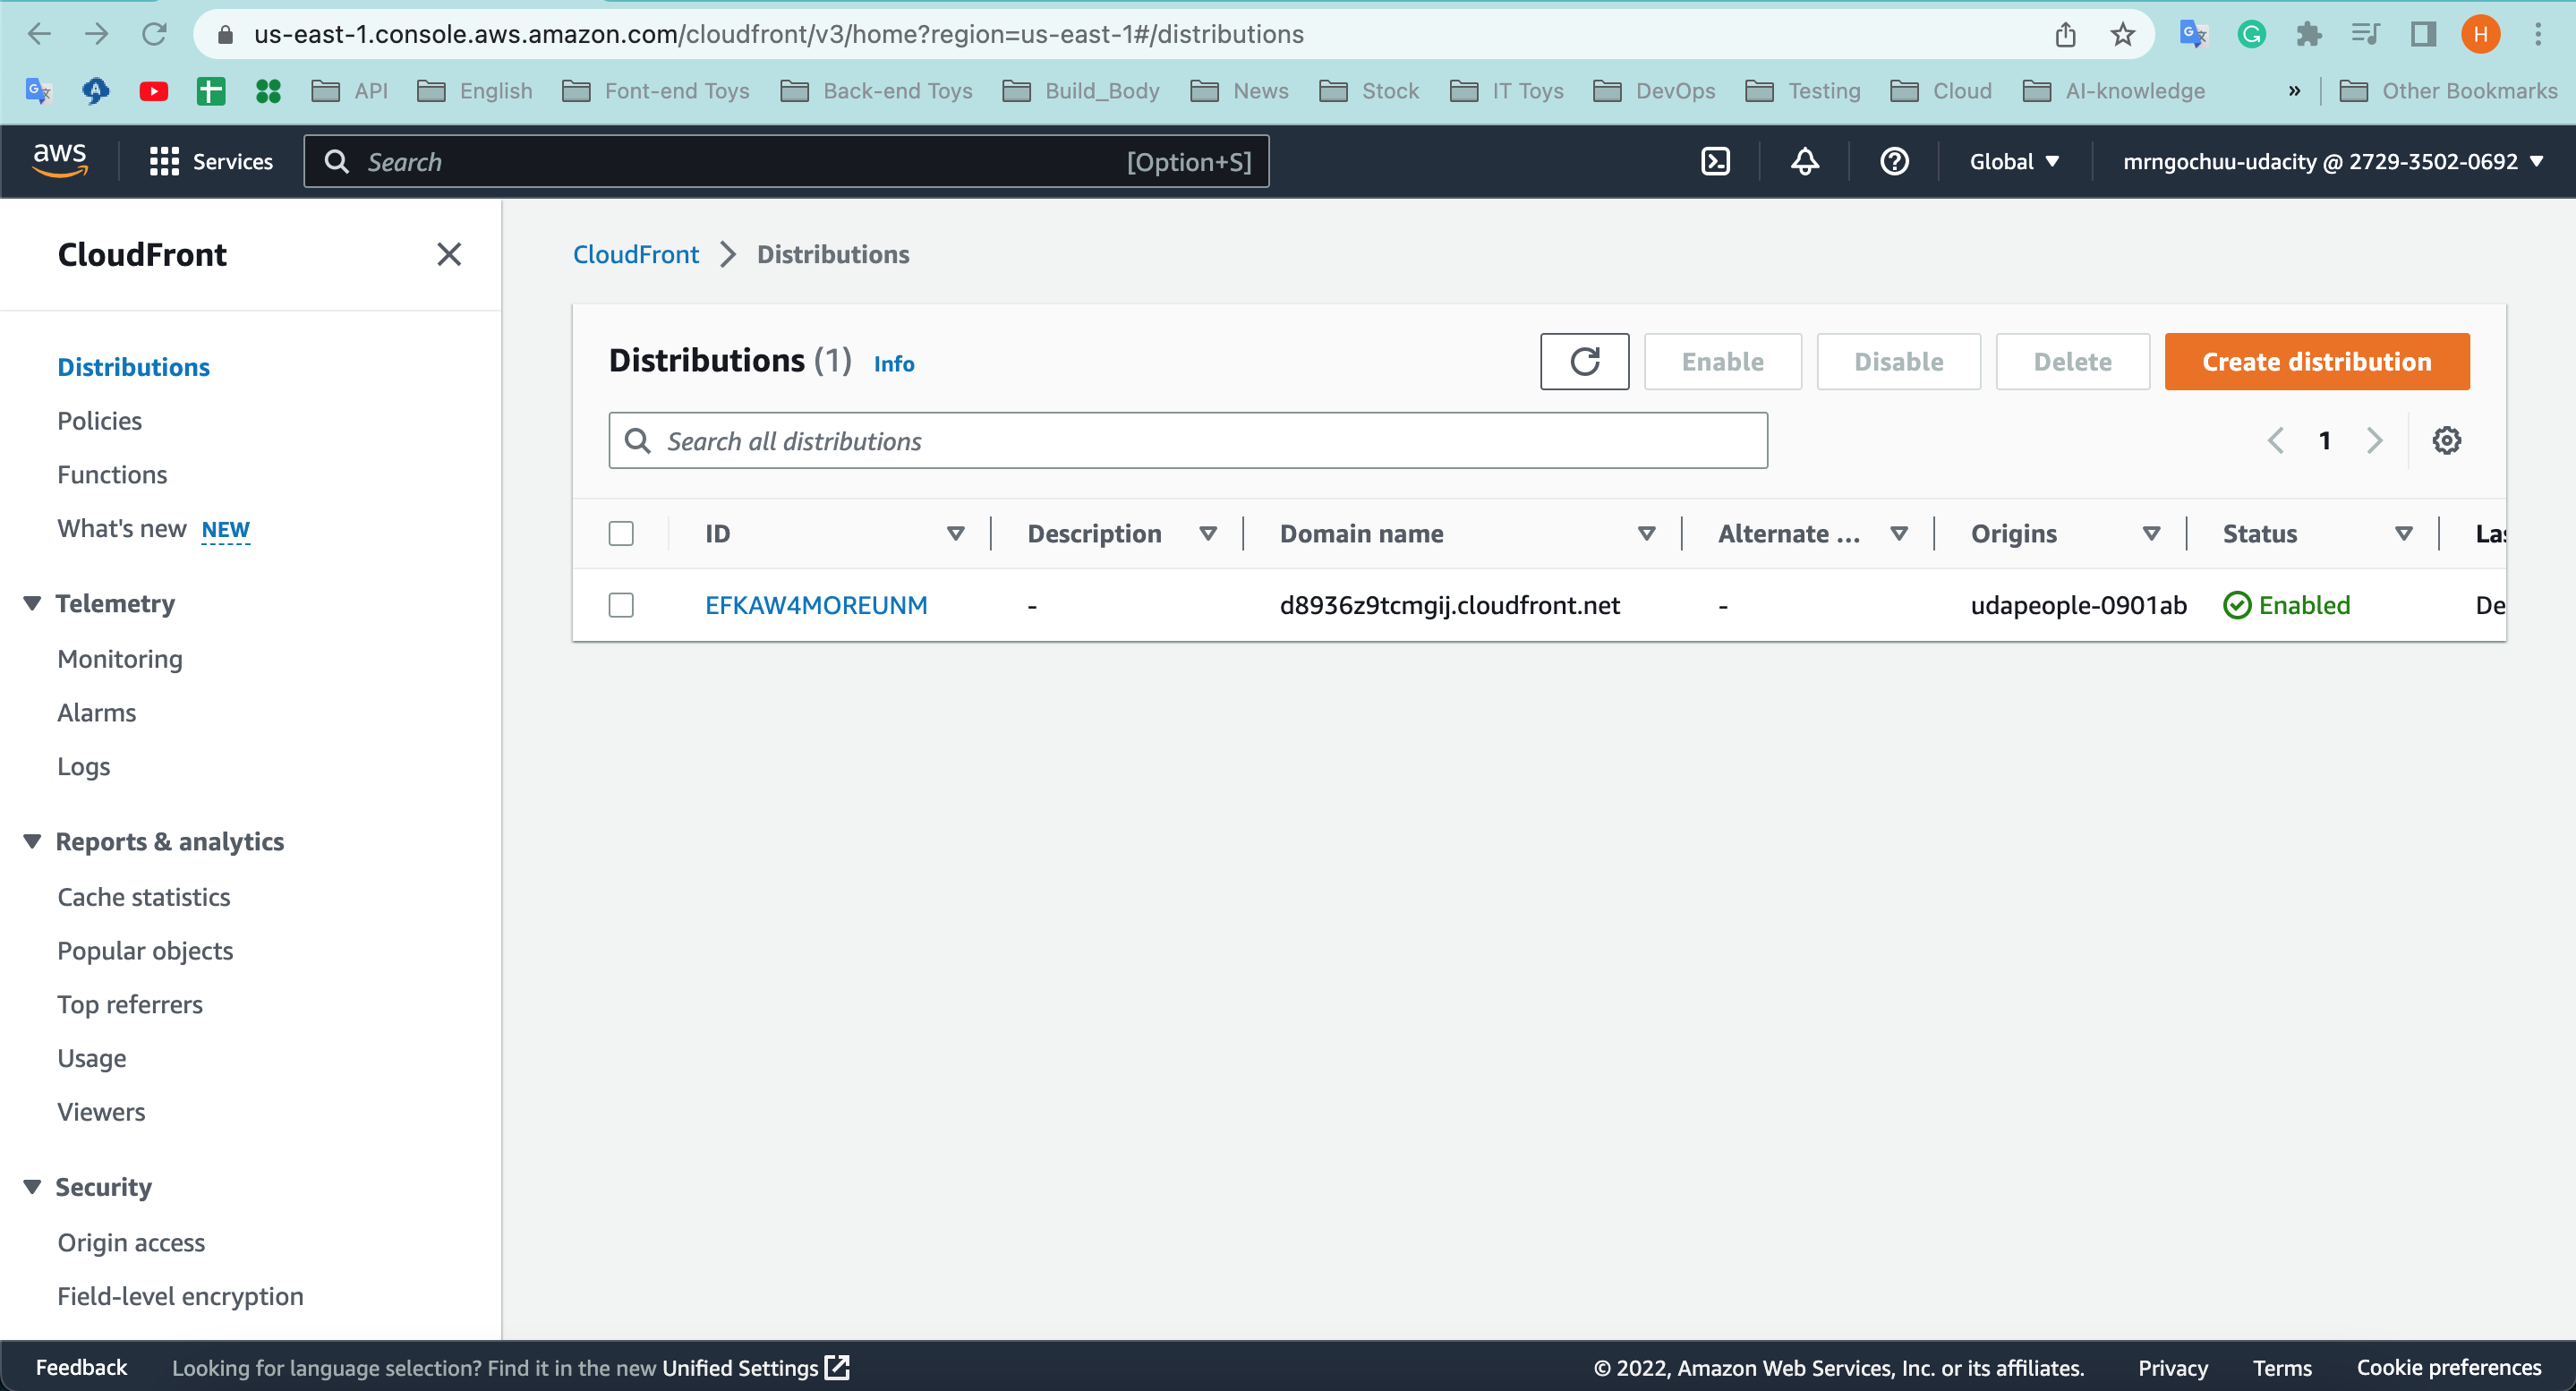 us-east-1.console.aws.amazon.com/cloudfront/v3/home?region=us-east-1#/distributions
H
API English Font-end Toys Back-end Toys Build_Body News Stock IT Toys DevOps Testing Cloud AI-knowledge » Other Bookmarks
aws Services Search [Option+S] Global mrngochuu-udacity @ 2729-3502-0692
CloudFront
Distributions
Policies
Functions
What's new NEW
Telemetry
Monitoring
Alarms
Logs
Reports & analytics
Cache statistics
Popular objects
Top referrers
Usage
Viewers
Security
Origin access
Field-level encryption
CloudFront > Distributions
Distributions (1) Info
Enable Disable Delete Create distribution
Search all distributions
1
ID Description Domain name Alternate ... Origins Status Las
EFKAW4MOREUNM - d8936z9tcmgij.cloudfront.net - udapeople-0901ab Enabled De
Feedback Looking for language selection? Find it in the new Unified Settings © 2022, Amazon Web Services, Inc. or its affiliates. Privacy Terms Cookie preferences